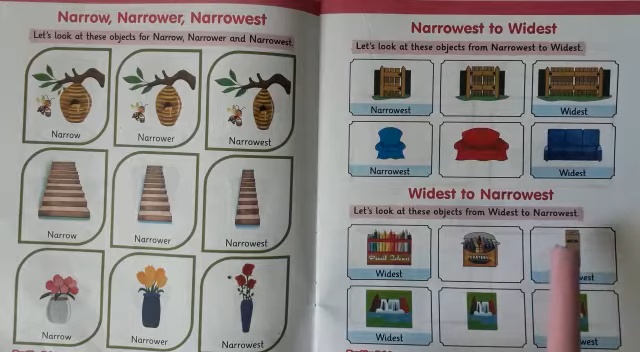 Narrow, Narrower, Narrowest
Let's look at these objects for Narrow, Narrower and Narrowest.
Narrow
Narrower
Narrowest
Narrow
Narrower
Narrowest
Narrow
Narrower
Narrowest
Narrowest to Widest
Let's look at these objects from Narrowest to Widest.
Narrowest
Widest
Narrowest
Widest
Widest to Narrowest
Let's look at these objects from Widest to Narrowest.
Widest
Widest